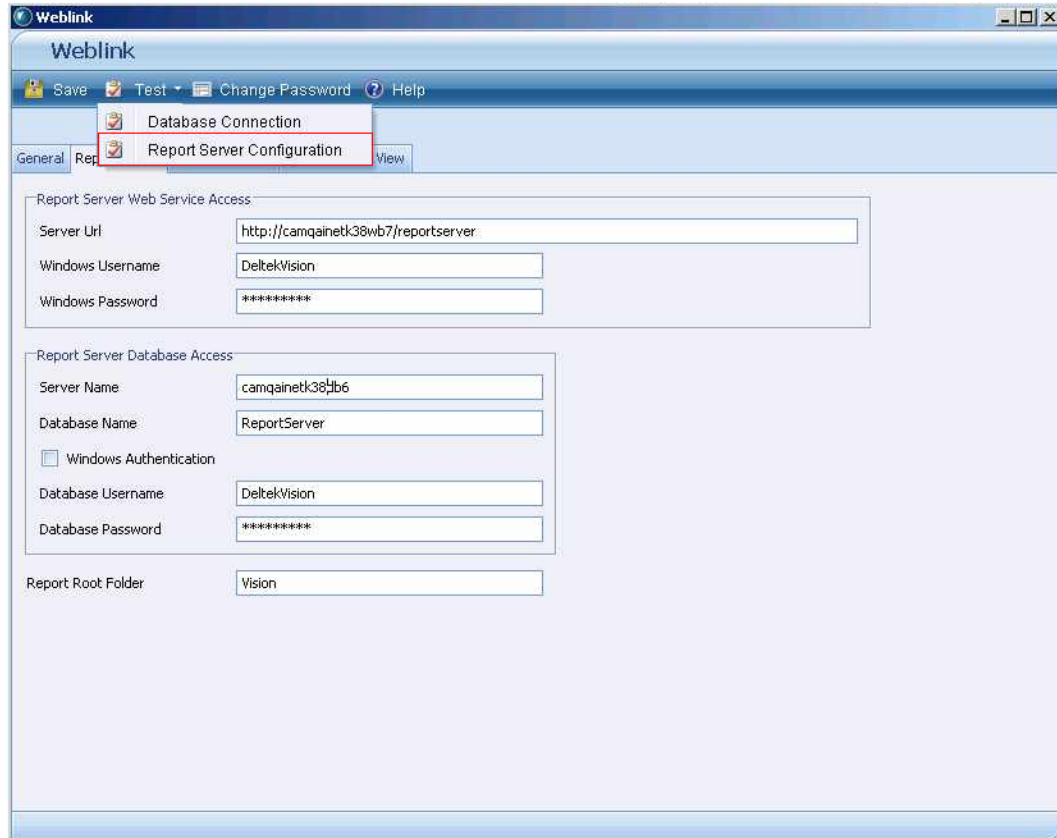 Weblink
Weblink
Save Test Change Password Help
Database Connection
Report Server Configuration
General Rep View
Report Server Web Service Access
Server Url http://camqainetk38wb7/reportserver
Windows Username DeltekVision
Windows Password *********
Report Server Database Access
Server Name camqainetk38db6
Database Name ReportServer
Windows Authentication
Database Username DeltekVision
Database Password *********
Report Root Folder Vision